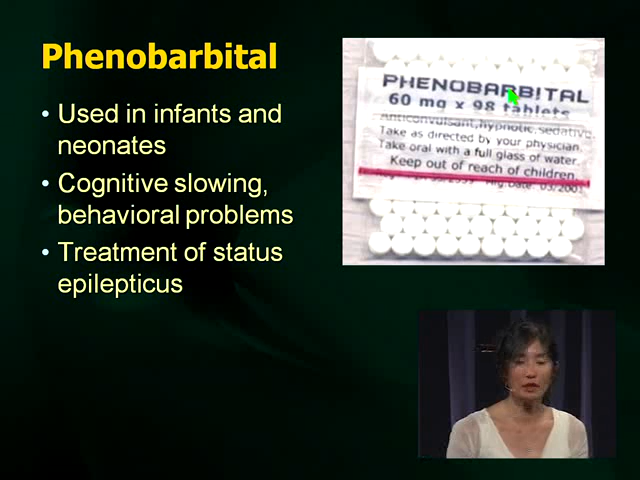 Phenobarbital
• Used in infants and
neonates
• Cognitive slowing,
behavioral problems
• Treatment of status
epilepticus
PHENOBARBITAL
60 mg x 98 tablets
Anticonvulsant, hypnotic, sedative
Take as directed by your physician
Take oral with a full glass of water.
Keep out of reach of children